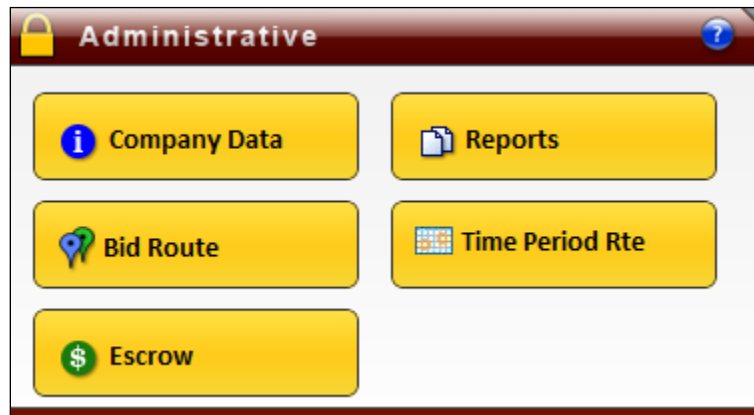 Administrative
?
i Company Data
Reports
Bid Route
Time Period Rte
$ Escrow